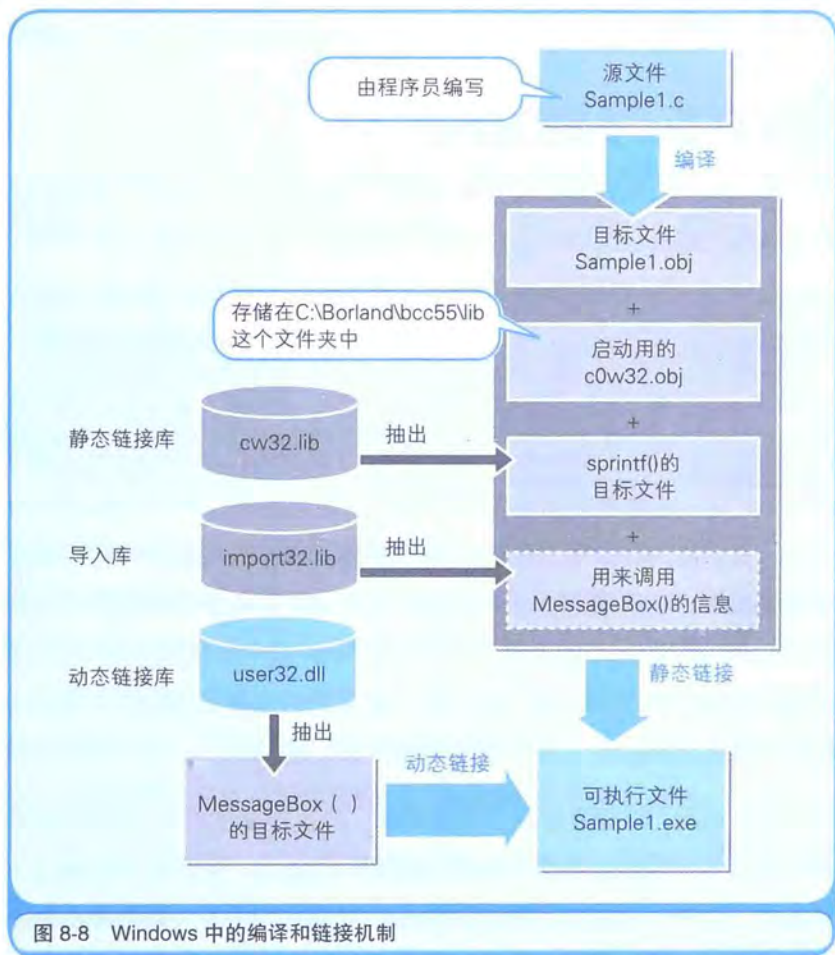 源文件
Sample1.c
由程序员编写
编译
目标文件
Sample1.obj
+
存储在C:\Borland\bcc55\lib
这个文件夹中
启动用的
c0w32.obj
+
静态链接库
cw32.lib
抽出
sprintf()的
目标文件
+
导入库
import32.lib
抽出
用来调用
MessageBox()的信息
动态链接库
user32.dll
静态链接
抽出
动态链接
MessageBox ( )
的目标文件
可执行文件
Sample1.exe
图 8-8 Windows 中的编译和链接机制